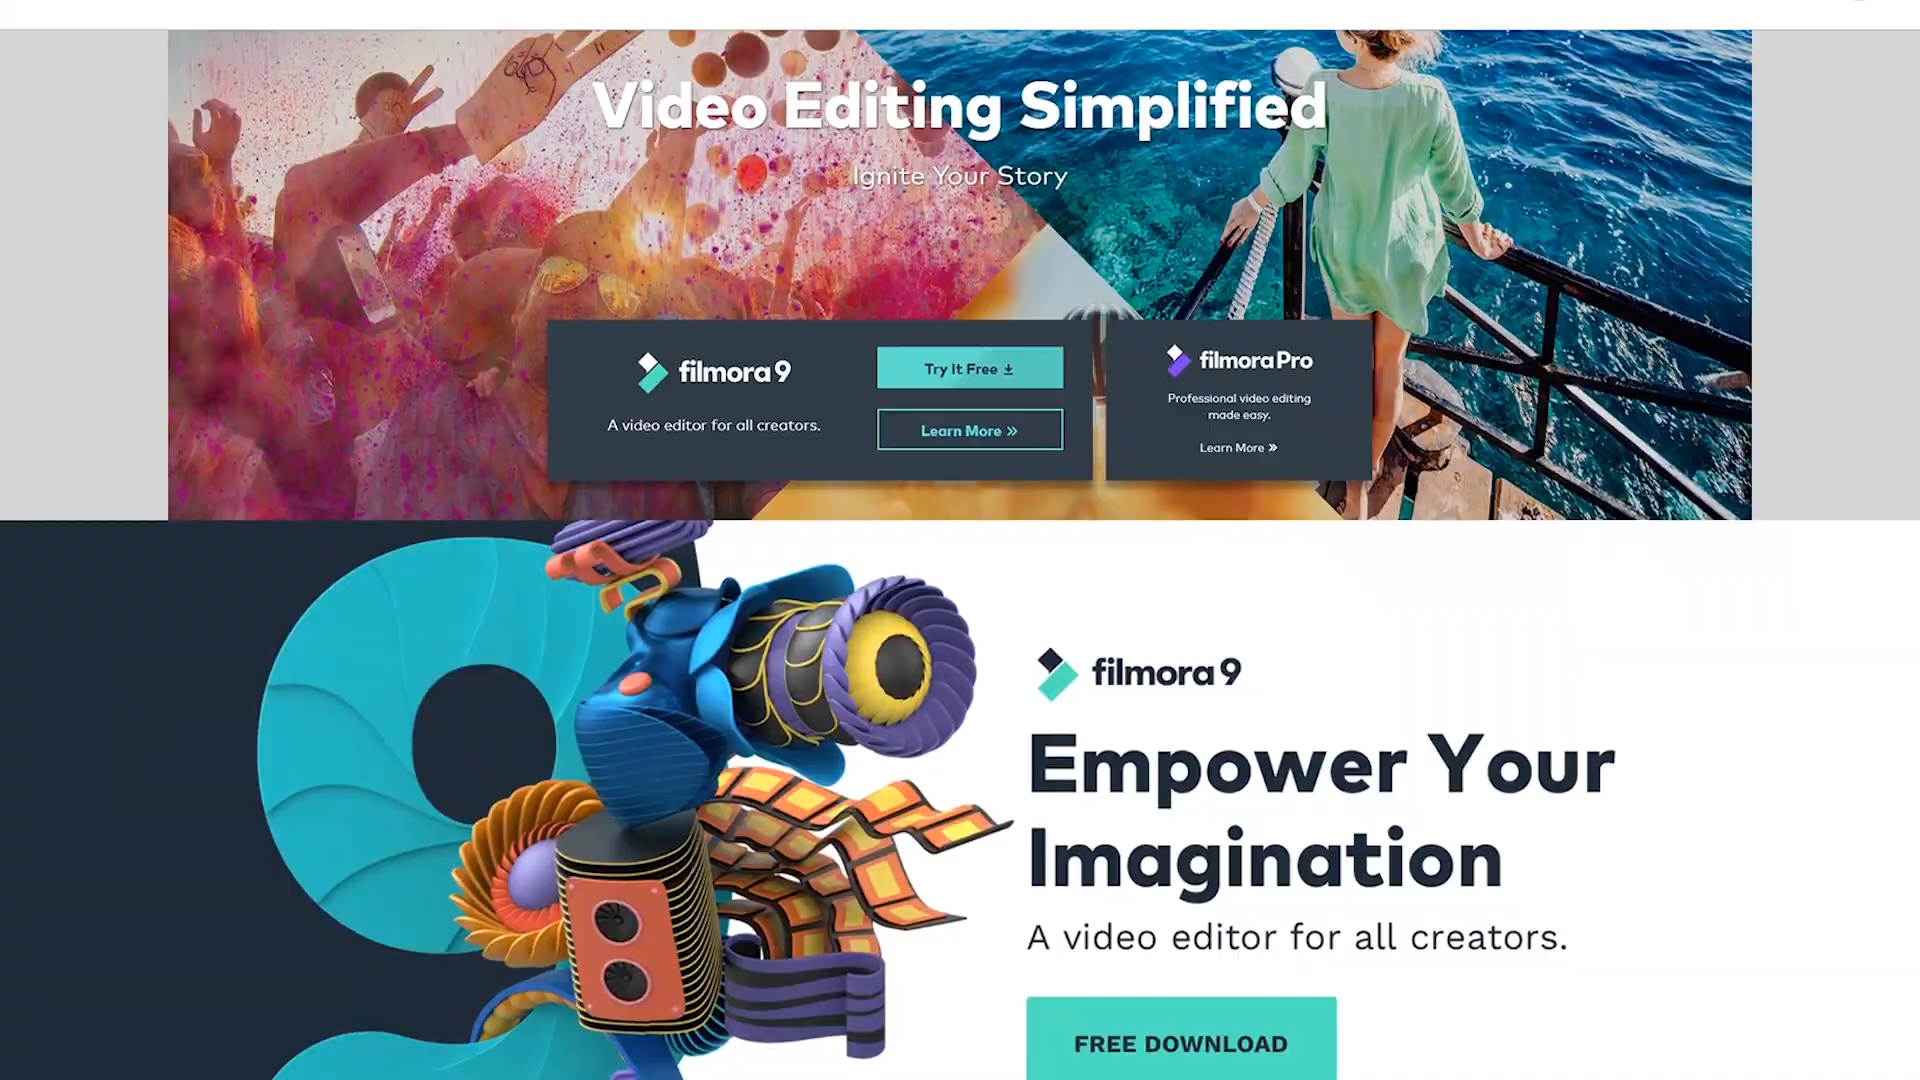 Video Editing Simplified
Ignite Your Story
filmora9
A video editor for all creators.
Try It Free
Learn More »
filmoraPro
Professional video editing
made easy.
Learn More »
filmora9
Empower Your
Imagination
A video editor for all creators.
FREE DOWNLOAD